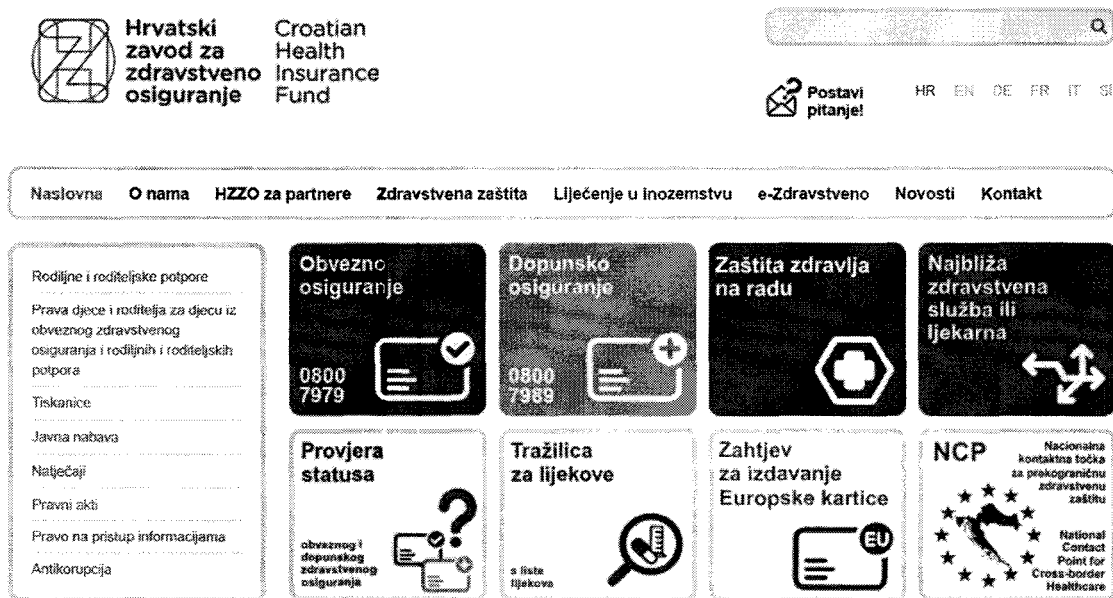 Hrvatski
zavod za
zdravstveno
osiguranje
Croatian
Health
Insurance
Fund
Postavi
pitanje!
HR EN DE FR IT SI
Naslovna O nama HZZO za partnere Zdravstvena zaštita Liječenje u inozemstvu e-Zdravstveno Novosti Kontakt
Rodiljne i roditeljske potpore
Prava djece i roditelja za djecu iz
obveznog zdravstvenog
osiguranja i rodiljnih i roditeljskih
potpora
Tiskanice
Javna nabava
Natječaji
Pravni akti
Pravo na pristup informacijama
Antikorupcija
Obvezno
osiguranje
0800
7979
Dopunsko
osiguranje
0800
7989
Zaštita zdravlja
na radu
Najbliža
zdravstvena
služba ili
ljekarna
Provjera
statusa
obveznog i
dopunskog
zdravstvenog
osiguranja
Tražilica
za lijekove
s liste
lijekova
Zahtjev
za izdavanje
Europske kartice
EU
NCP
Nacionalna
kontaktna točka
za prekograničnu
zdravstvenu
zaštitu
National
Contact
Point for
Cross-border
Healthcare